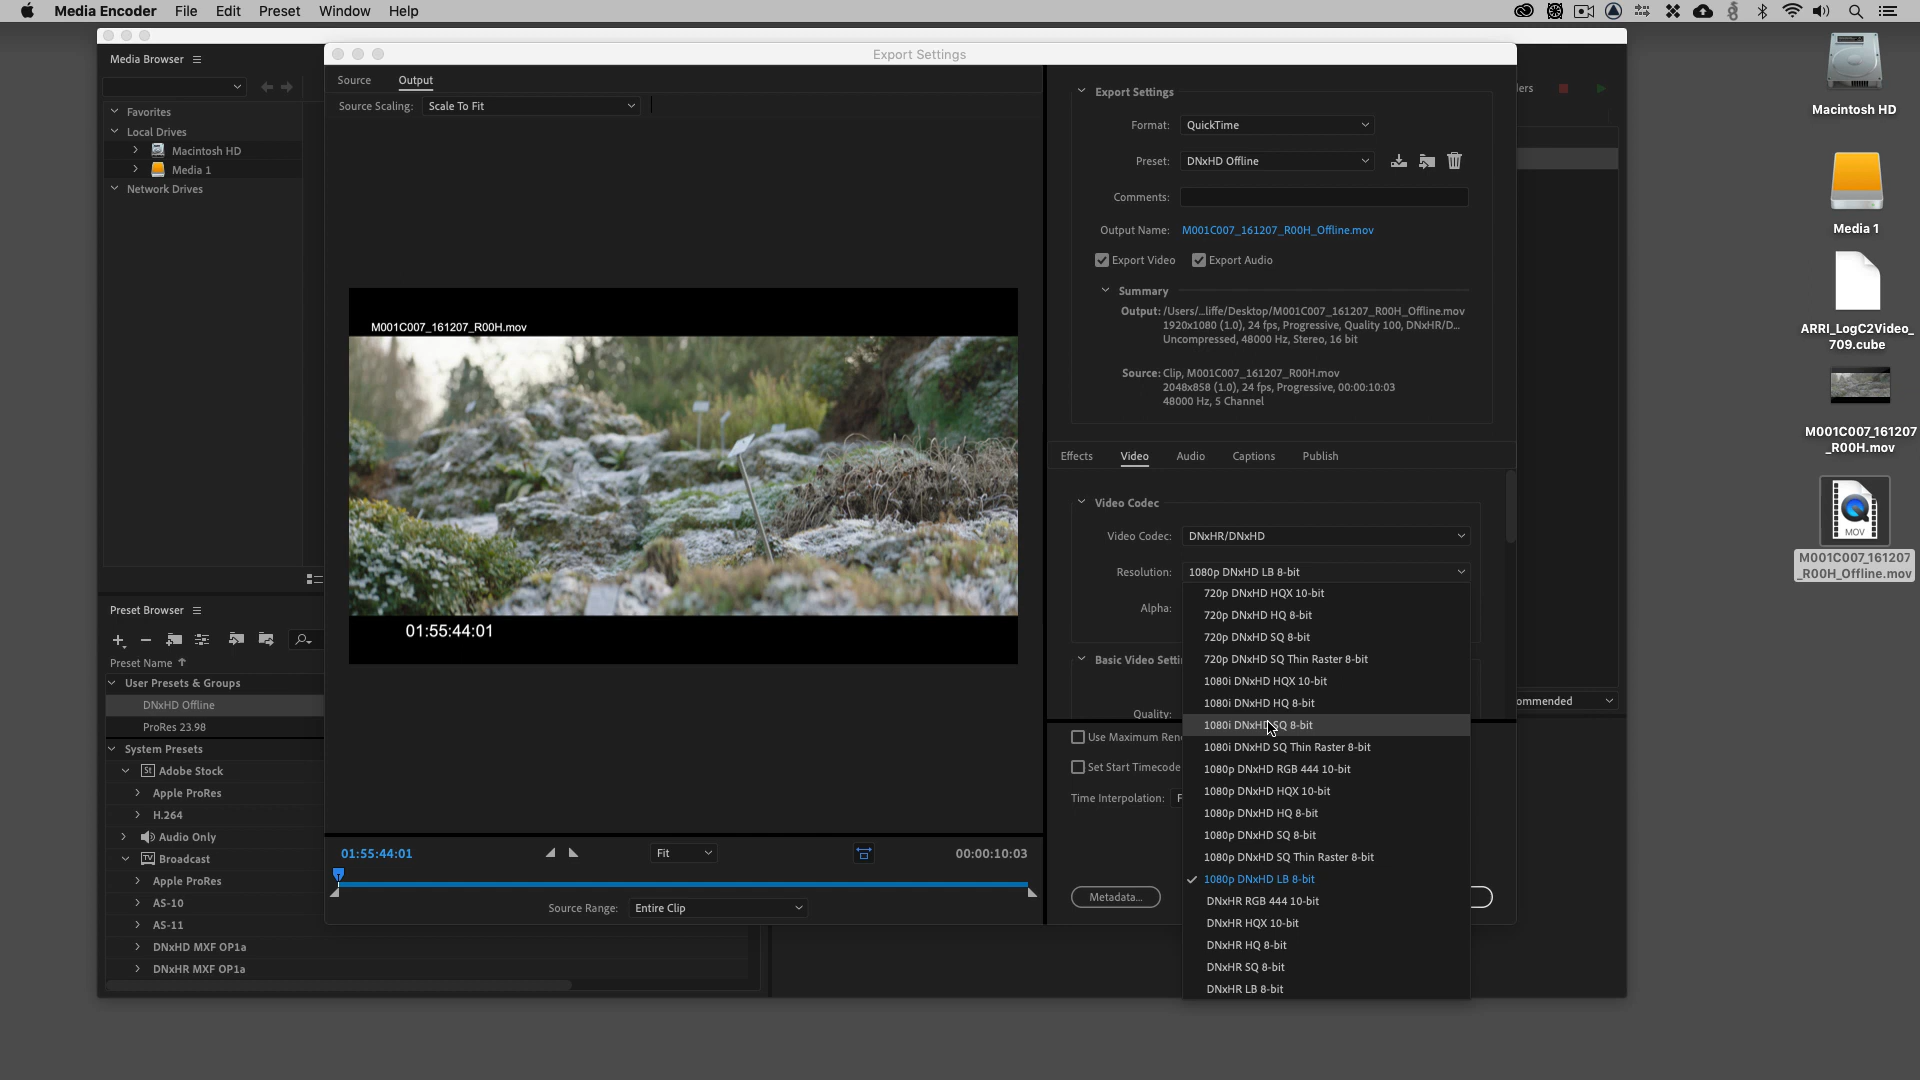 Media Encoder File Edit Preset Window Help
Media Browser
Favorites
Local Drives
Macintosh HD
Media 1
Network Drives
Preset Browser
Preset Name
User Presets & Groups
DNxHD Offline
ProRes 23.98
System Presets
St Adobe Stock
Apple ProRes
H.264
Audio Only
TV Broadcast
Apple ProRes
AS-10
AS-11
DNxHD MXF OP1a
DNxHR MXF OP1a
Export Settings
Source Output
Source Scaling: Scale To Fit
M001C007_161207_R00H.mov
01:55:44:01
01:55:44:01 Fit 00:00:10:03
Source Range: Entire Clip
Export Settings
Format: QuickTime
Preset: DNxHD Offline
Comments:
Output Name: M001C007_161207_R00H_Offline.mov
Export Video Export Audio
Summary
Output: /Users/...liffe/Desktop/M001C007_161207_R00H_Offline.mov
1920x1080 (1.0), 24 fps, Progressive, Quality 100, DNxHR/D...
Uncompressed, 48000 Hz, Stereo, 16 bit
Source: Clip, M001C007_161207_R00H.mov
2048x858 (1.0), 24 fps, Progressive, 00:00:10:03
48000 Hz, 5 Channel
Effects Video Audio Captions Publish
Video Codec
Video Codec: DNxHR/DNxHD
Resolution: 1080p DNxHD LB 8-bit
Alpha:
Basic Video Setti
Quality:
Use Maximum Ren
Set Start Timecode
Time Interpolation: F
Metadata...
720p DNxHD HQX 10-bit
720p DNxHD HQ 8-bit
720p DNxHD SQ 8-bit
720p DNxHD SQ Thin Raster 8-bit
1080i DNxHD HQX 10-bit
1080i DNxHD HQ 8-bit
1080i DNxHD SQ 8-bit
1080i DNxHD SQ Thin Raster 8-bit
1080p DNxHD RGB 444 10-bit
1080p DNxHD HQX 10-bit
1080p DNxHD HQ 8-bit
1080p DNxHD SQ 8-bit
1080p DNxHD SQ Thin Raster 8-bit
1080p DNxHD LB 8-bit
DNxHR RGB 444 10-bit
DNxHR HQX 10-bit
DNxHR HQ 8-bit
DNxHR SQ 8-bit
DNxHR LB 8-bit
ders
ommended
Macintosh HD
Media 1
ARRI_LogC2Video_
709.cube
M001C007_161207
_R00H.mov
MOV
M001C007_161207
_R00H_Offline.mov